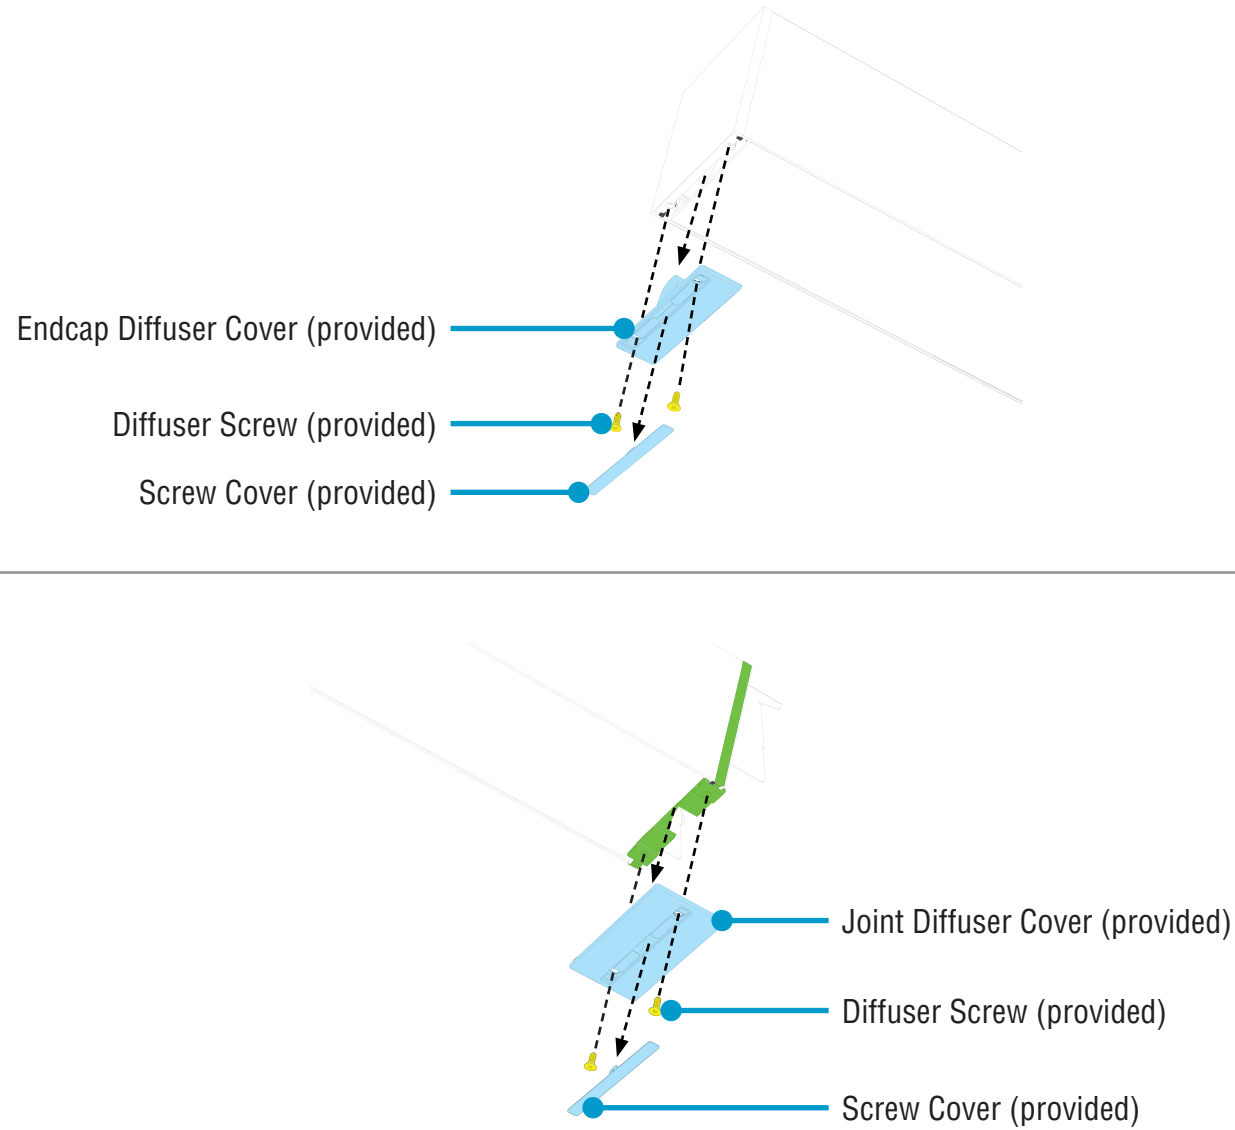 Endcap Diffuser Cover (provided)
Diffuser Screw (provided)
Screw Cover (provided)
Joint Diffuser Cover (provided)
Diffuser Screw (provided)
Screw Cover (provided)